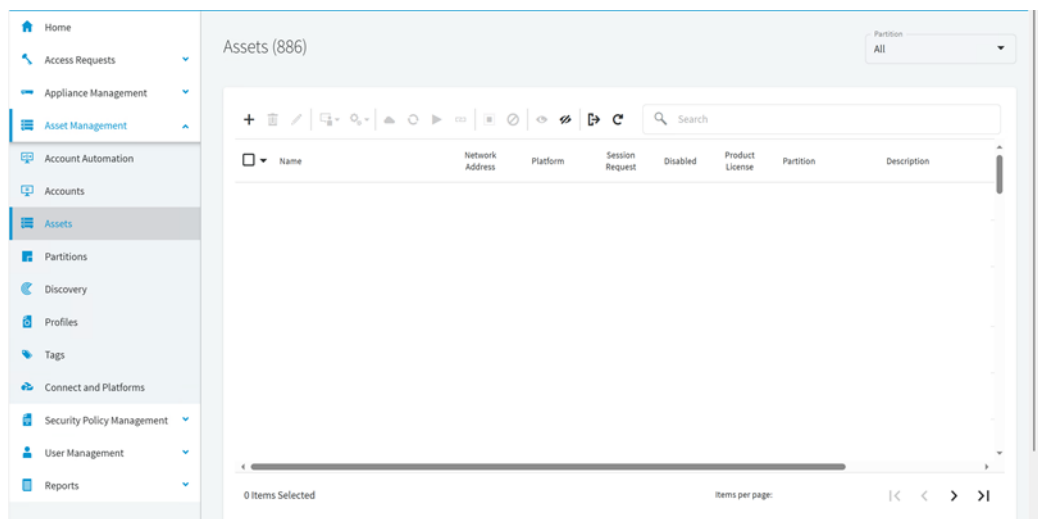 Home
Access Requests
Appliance Management
Asset Management
Account Automation
Accounts
Assets
Partitions
Discovery
Profiles
Tags
Connect and Platforms
Security Policy Management
User Management
Reports
Assets (886)
Partition
All
Search
Name
Network
Address
Platform
Session
Request
Disabled
Product
License
Partition
Description
0 Items Selected
Items per page: